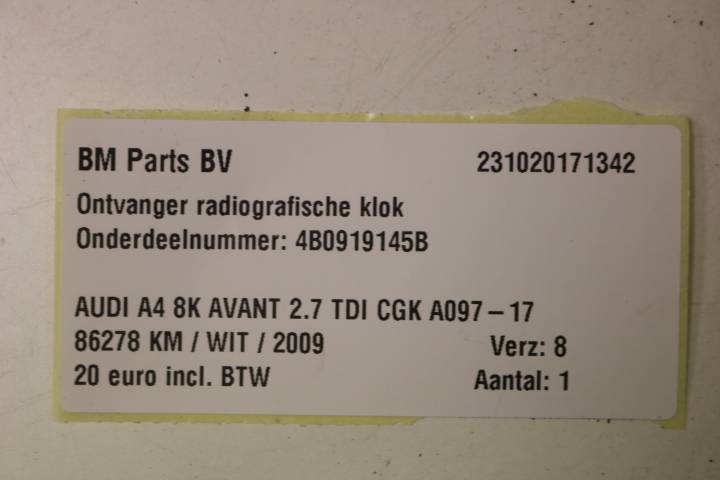 BM Parts BV 231020171342
Ontvanger radiografische klok
Onderdeelnummer: 4B0919145B
AUDI A4 8K AVANT 2.7 TDI CGK A097 – 17
86278 KM / WIT / 2009 Verz: 8
20 euro incl. BTW Aantal: 1